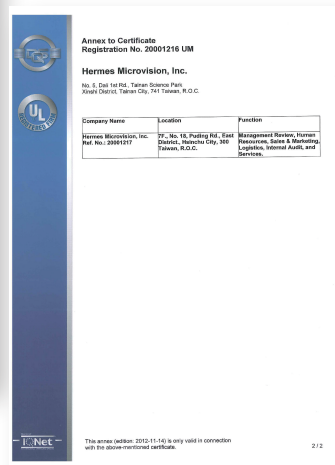 Annex to Certificate
Registration No. 20001216 UM
Hermes Microvision, Inc.
No. 5, Dali 1st Rd., Tainan Science Park
Xinshi District, Tainan City, 741 Taiwan, R.O.C.
UL
REGISTERED FIRM
Company Name Location Function
Hermes Microvision, Inc. 7F., No. 18, Puding Rd., East Management Review, Human
Ref. No.: 20001217 District., Hsinchu City, 300 Resources, Sales & Marketing,
Taiwan, R.O.C. Logistics, Internal Audit, and
Services.
IQNet
This annex (edition: 2012-11-14) is only valid in connection
with the above-mentioned certificate.
2 / 2